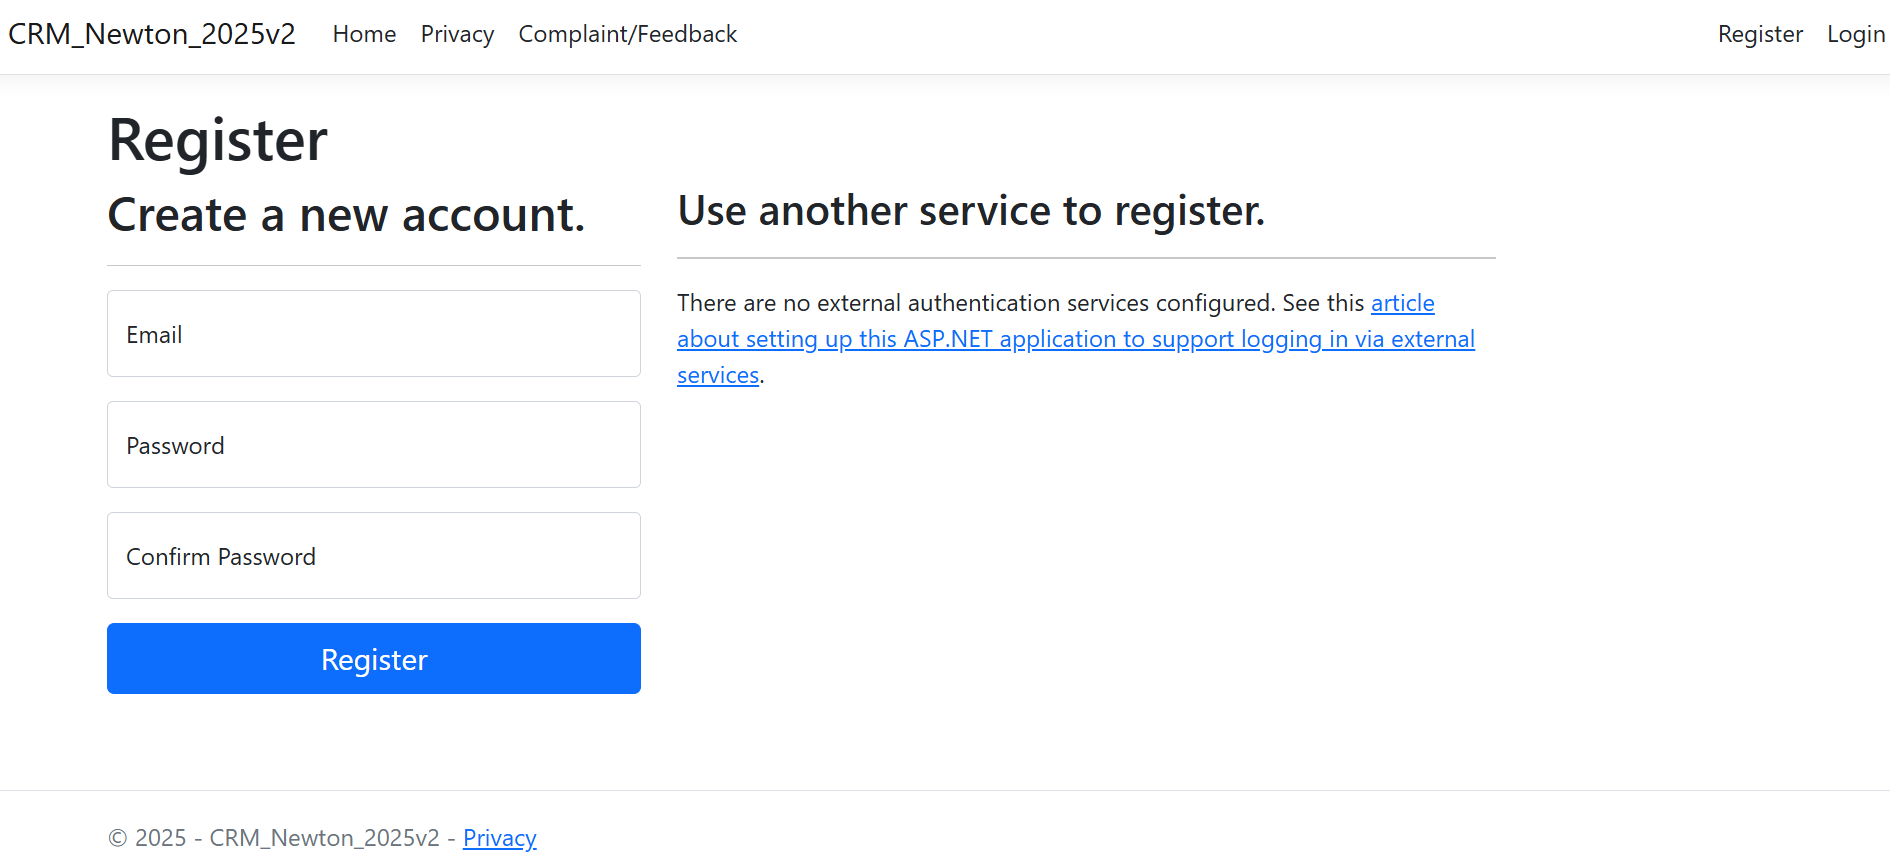 CRM_Newton_2025v2 Home Privacy Complaint/Feedback Register Login
Register
Create a new account.
Email
Password
Confirm Password
Register
Use another service to register.
There are no external authentication services configured. See this article
about setting up this ASP.NET application to support logging in via external
services.
© 2025 - CRM_Newton_2025v2 - Privacy